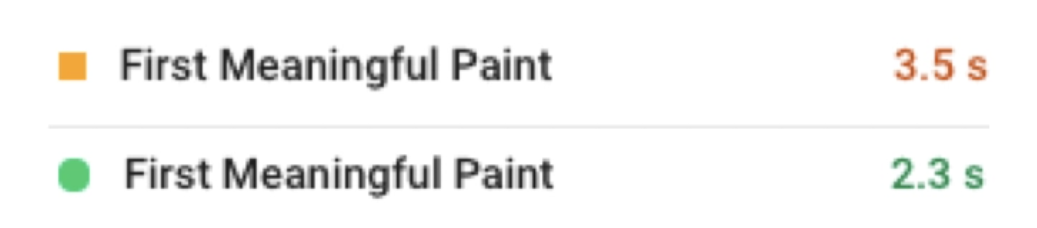 First Meaningful Paint 3.5 s
First Meaningful Paint 2.3 s